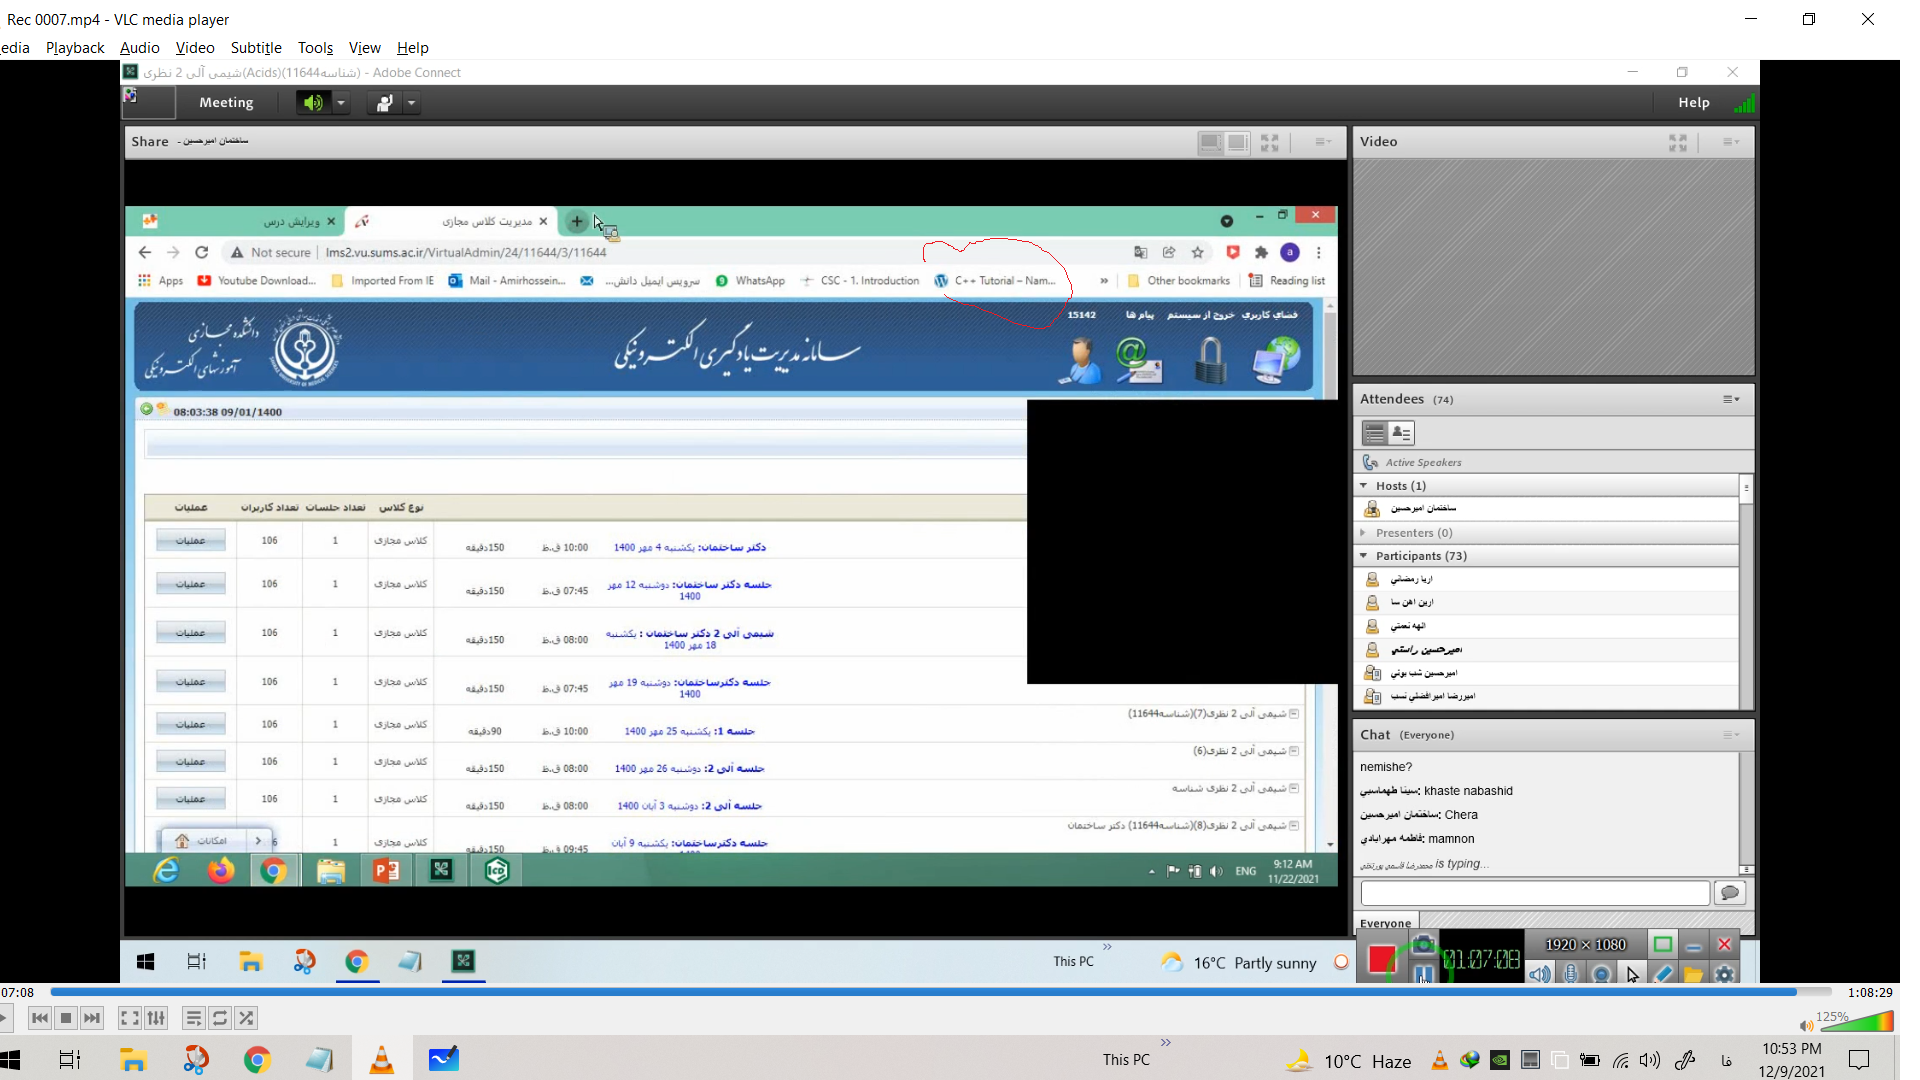 Rec 0007.mp4 - VLC media player
edia Playback Audio Video Subtitle Tools View Help
شیمی آلی 2 نظری(Acids)(شناسه11644) - Adobe Connect
Meeting
Help
Share - ساختمان امیرحسین
ویرایش درس
مدیریت کلاس مجازی
Not secure | lms2.vu.sums.ac.ir/VirtualAdmin/24/11644/3/11644
Apps Youtube Download... Imported From IE Mail - Amirhossein... سرویس ایمیل دانش... WhatsApp CSC - 1. Introduction C++ Tutorial – Nam... » Other bookmarks Reading list
دانشکده مجازی
آموزشهای الکترونیکی
سامانه مدیریت یادگیری الکترونیکی
فضای کاربری خروج از سیستم پیام ها 15142
08:03:38 09/01/1400
نوع کلاس تعداد جلسات تعداد کاربران عملیات
دکتر ساختمان: یکشنبه 4 مهر 1400 10:00 ق.ظ 150دقیقه کلاس مجازی 1 106 عملیات
جلسه دکتر ساختمان: دوشنبه 12 مهر 1400 07:45 ق.ظ 150دقیقه کلاس مجازی 1 106 عملیات
شیمی آلی 2 دکتر ساختمان : یکشنبه 18 مهر 1400 08:00 ق.ظ 150دقیقه کلاس مجازی 1 106 عملیات
جلسه دکترساختمان: دوشنبه 19 مهر 1400 07:45 ق.ظ 150دقیقه کلاس مجازی 1 106 عملیات
شیمی آلی 2 نظری(7)(شناسه11644)
جلسه 1: یکشنبه 25 مهر 1400 10:00 ق.ظ 90دقیقه کلاس مجازی 1 106 عملیات
شیمی آلی 2 نظری(6)
جلسه آلی 2: دوشنبه 26 مهر 1400 08:00 ق.ظ 150دقیقه کلاس مجازی 1 106 عملیات
شیمی آلی 2 نظری شناسه
جلسه آلی 2: دوشنبه 3 آبان 1400 08:00 ق.ظ 150دقیقه کلاس مجازی 1 106 عملیات
شیمی آلی 2 نظری(8)(شناسه11644) دکتر ساختمان
جلسه دکترساختمان: یکشنبه 9 آبان 09:45 ق.ظ 150دقیقه کلاس مجازی 1 6
امکانات
ENG 9:12 AM
11/22/2021
Video
Attendees (74)
Active Speakers
Hosts (1)
ساختمان امیرحسین
Presenters (0)
Participants (73)
اریا رمضانی
ارین اهن سا
الهه نعمتی
امیرحسین راستی
امیرحسین شب بوئی
امیررضا امیرافضلی نسب
Chat (Everyone)
nemishe?
سینا طهماسبی: khaste nabashid
ساختمان امیرحسین: Chera
فاطمه مهرابادی: mamnon
محمدرضا قاسمی پورتقی is typing...
Everyone
01:07:08 1920 × 1080
This PC » 16°C Partly sunny
07:08 1:08:29
125%
This PC » 10°C Haze فا 10:53 PM
12/9/2021